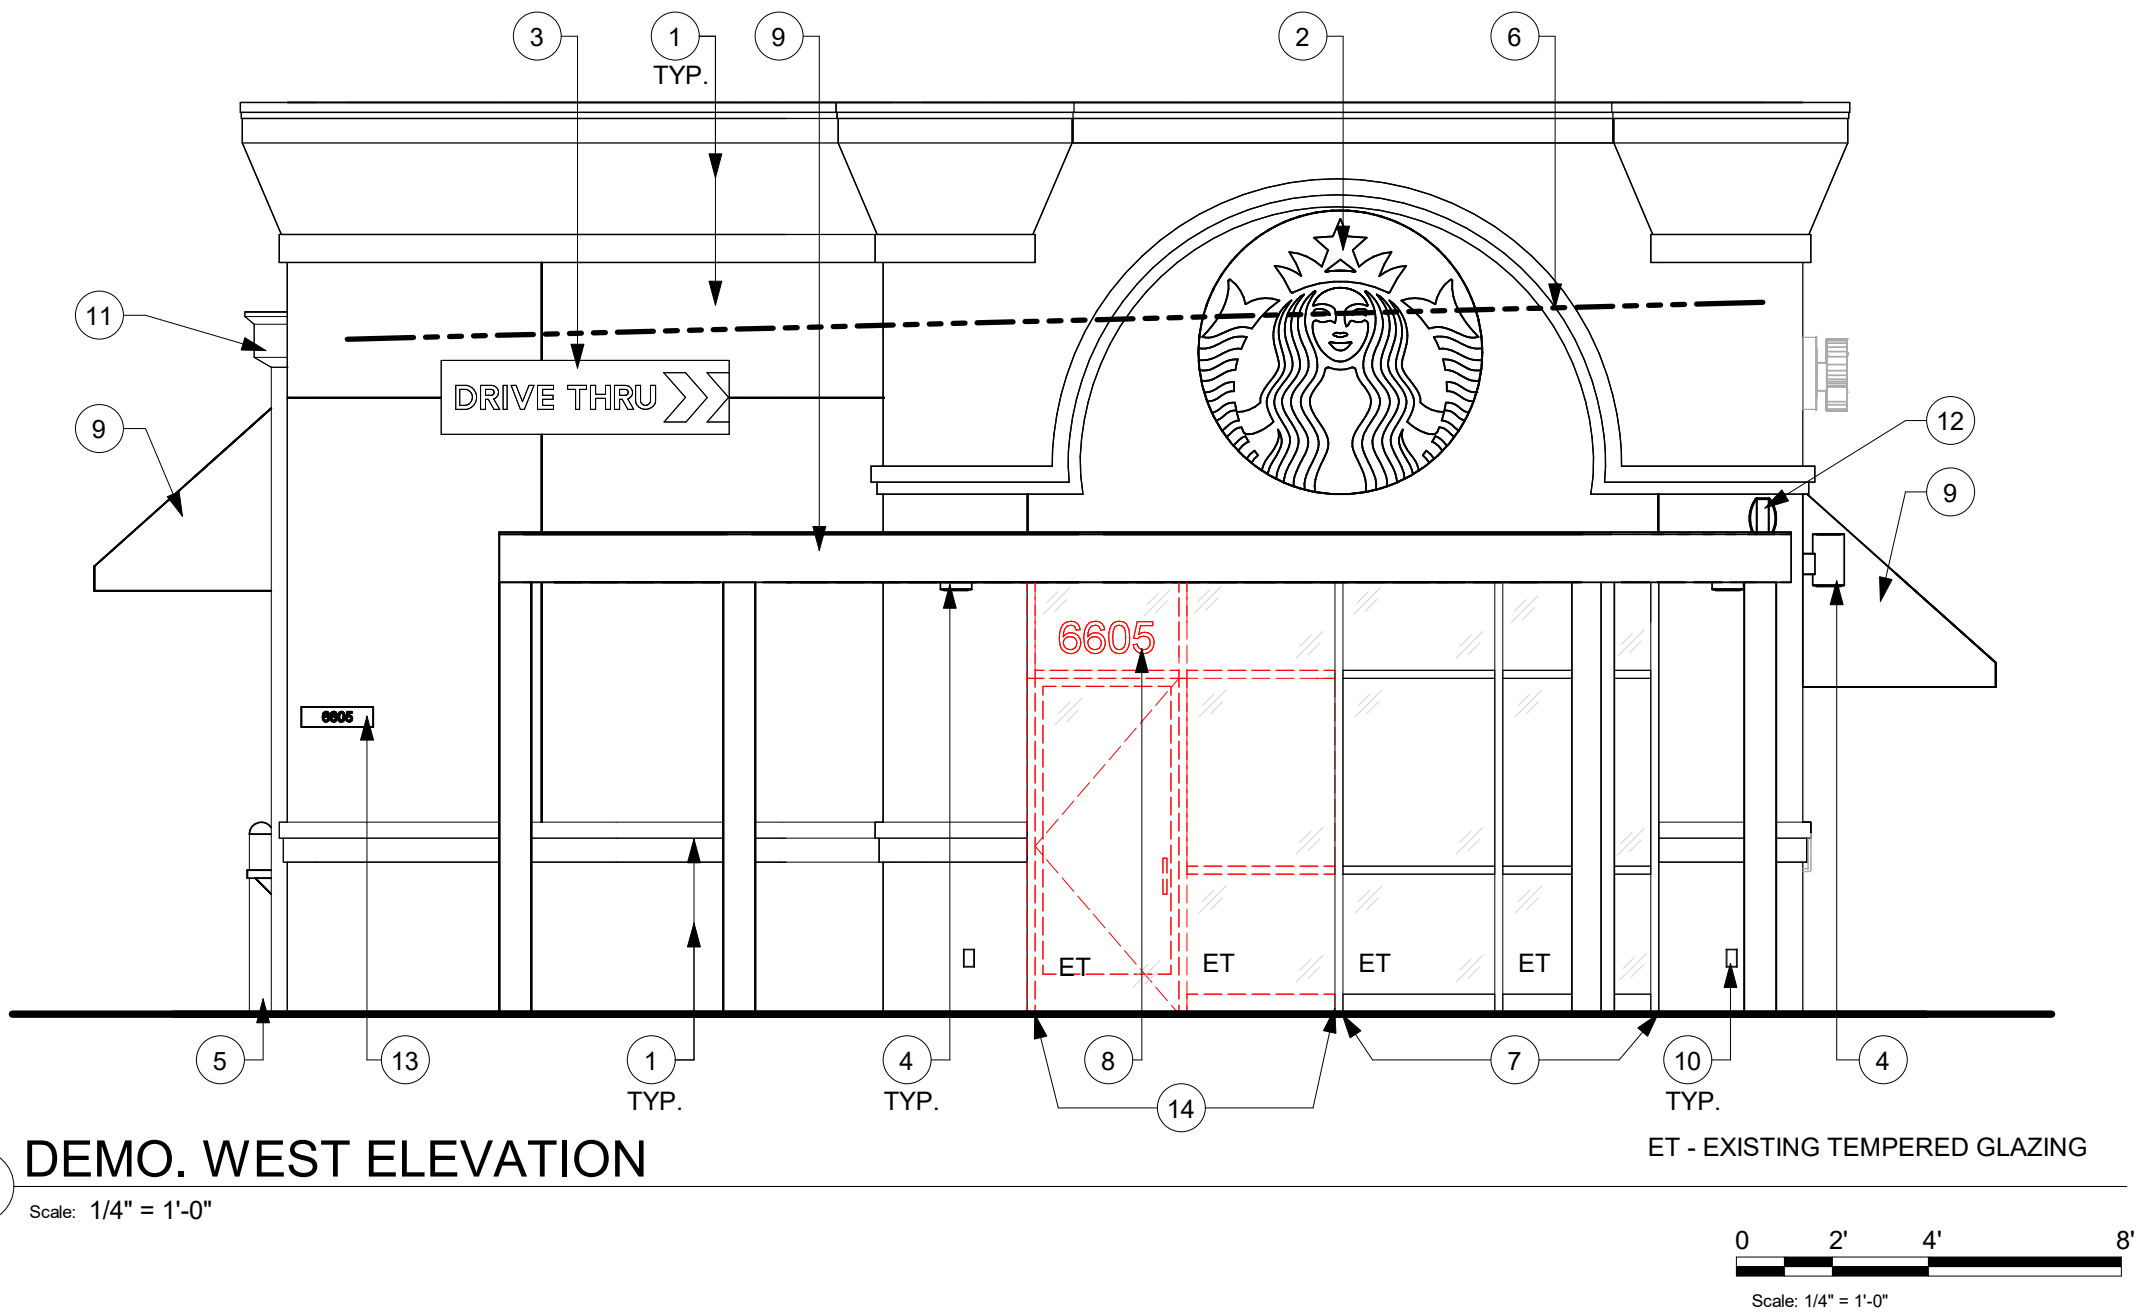 3
1
TYP.
9
2
6
11
9
DRIVE THRU
12
9
6605
6605
ET
ET
ET
ET
5
13
1
TYP.
4
TYP.
8
14
7
10
TYP.
4
DEMO. WEST ELEVATION
ET - EXISTING TEMPERED GLAZING
Scale: 1/4" = 1'-0"
0 2' 4' 8'
Scale: 1/4" = 1'-0"